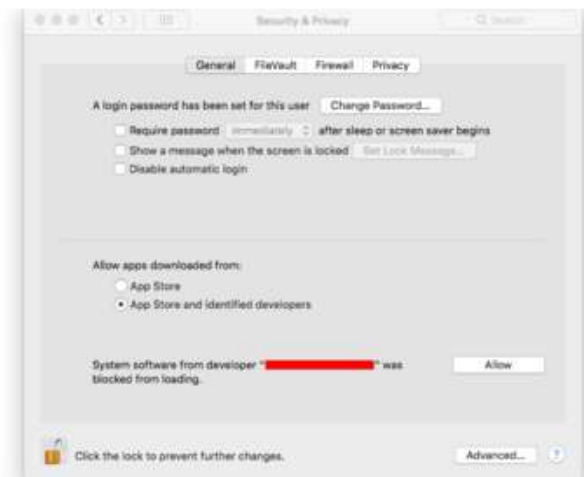 Security & Privacy
Search
General FileVault Firewall Privacy
A login password has been set for this user Change Password...
Require password immediately after sleep or screen saver begins
Show a message when the screen is locked Set Lock Message...
Disable automatic login
Allow apps downloaded from:
App Store
App Store and identified developers
System software from developer "" was Allow
blocked from loading.
Click the lock to prevent further changes. Advanced... ?